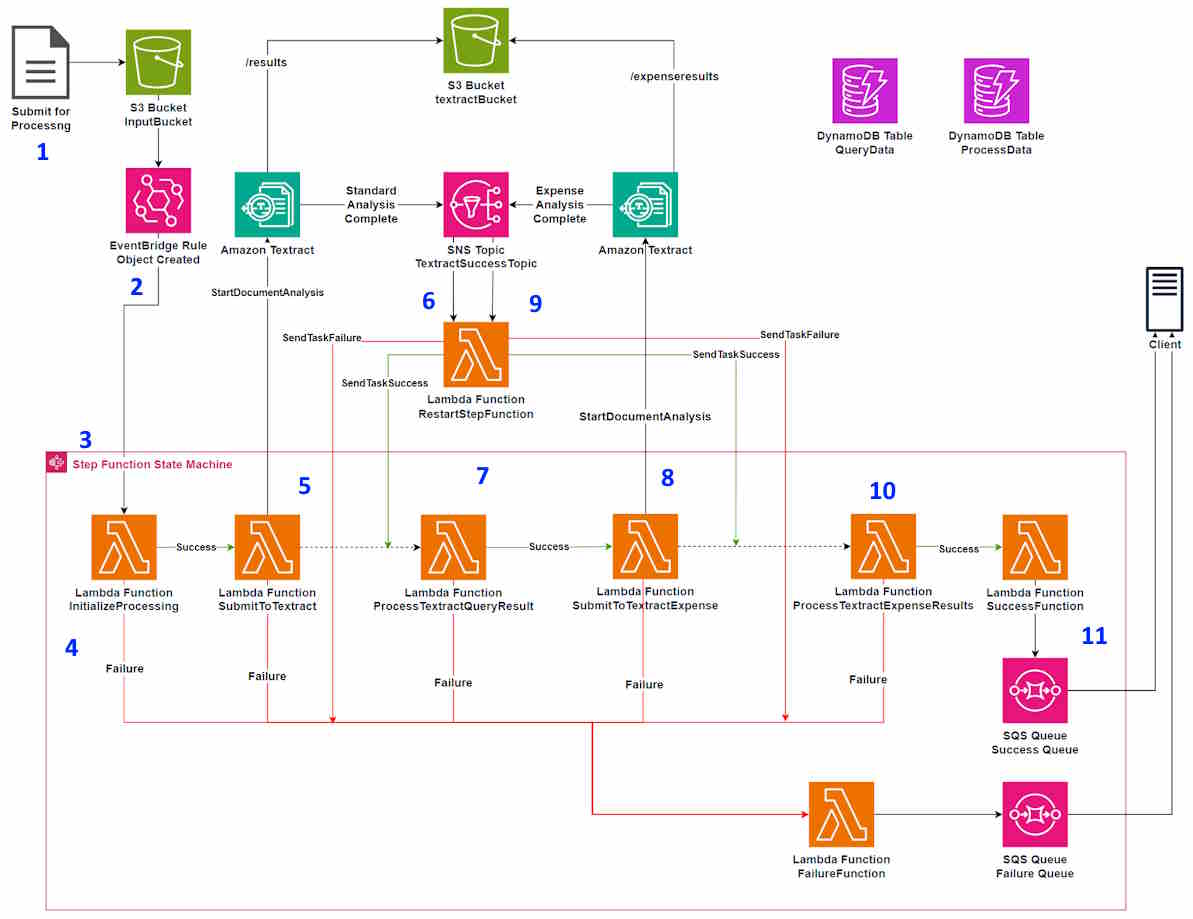 Submit for
Processng
1
S3 Bucket
InputBucket
/results
S3 Bucket
textractBucket
/expenseresults
DynamoDB Table
QueryData
DynamoDB Table
ProcessData
EventBridge Rule
Object Created
2
Amazon Textract
Standard
Analysis
Complete
SNS Topic
TextractSuccessTopic
Expense
Analysis
Complete
Amazon Textract
StartDocumentAnalysis
6
9
Client
SendTaskFailure
SendTaskSuccess
SendTaskFailure
SendTaskSuccess
Lambda Function
RestartStepFunction
StartDocumentAnalysis
3
Step Function State Machine
5
7
8
10
Success
Success
Success
Lambda Function
InitializeProcessing
Lambda Function
SubmitToTextract
Lambda Function
ProcessTextractQueryResult
Lambda Function
SubmitToTextractExpense
Lambda Function
ProcessTextractExpenseResults
Lambda Function
SuccessFunction
4
11
Failure
Failure
Failure
Failure
Failure
SQS Queue
Success Queue
Lambda Function
FailureFunction
SQS Queue
Failure Queue